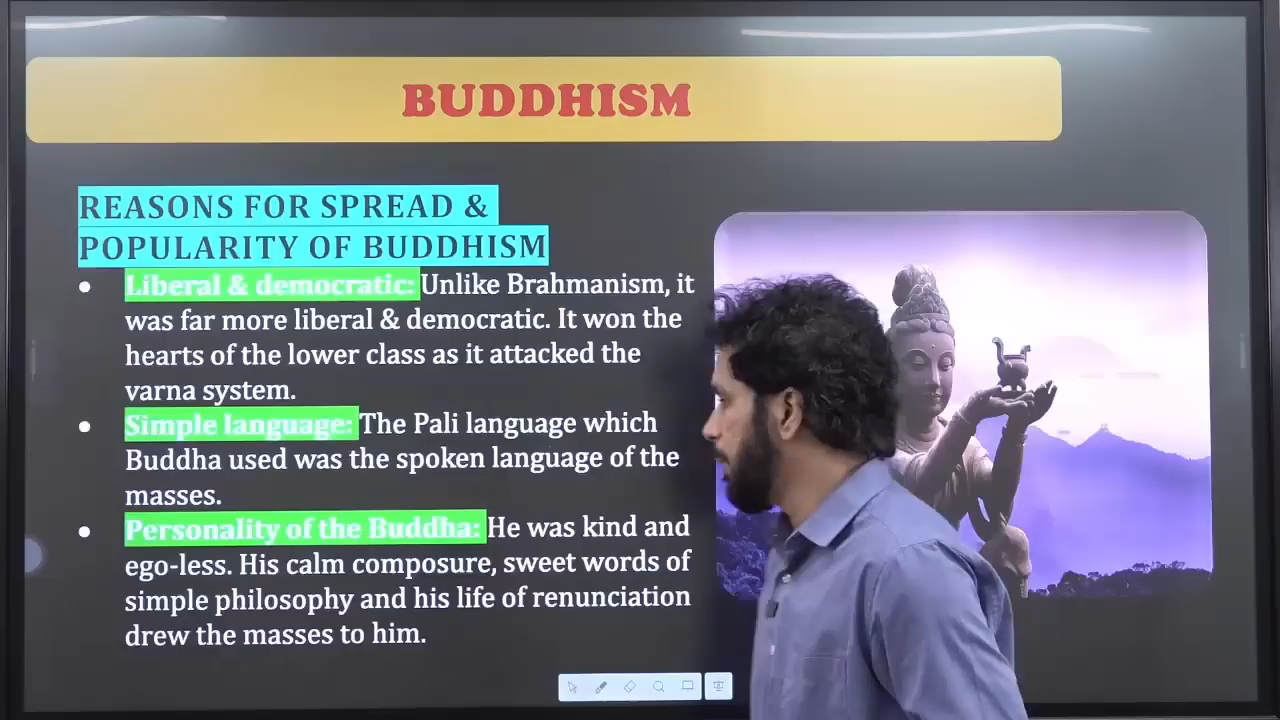 BUDDHISM
REASONS FOR SPREAD &
POPULARITY OF BUDDHISM
• Liberal & democratic: Unlike Brahmanism, it
was far more liberal & democratic. It won the
hearts of the lower class as it attacked the
varna system.
• Simple language: The Pali language which
Buddha used was the spoken language of the
masses.
• Personality of the Buddha: He was kind and
ego-less. His calm composure, sweet words of
simple philosophy and his life of renunciation
drew the masses to him.